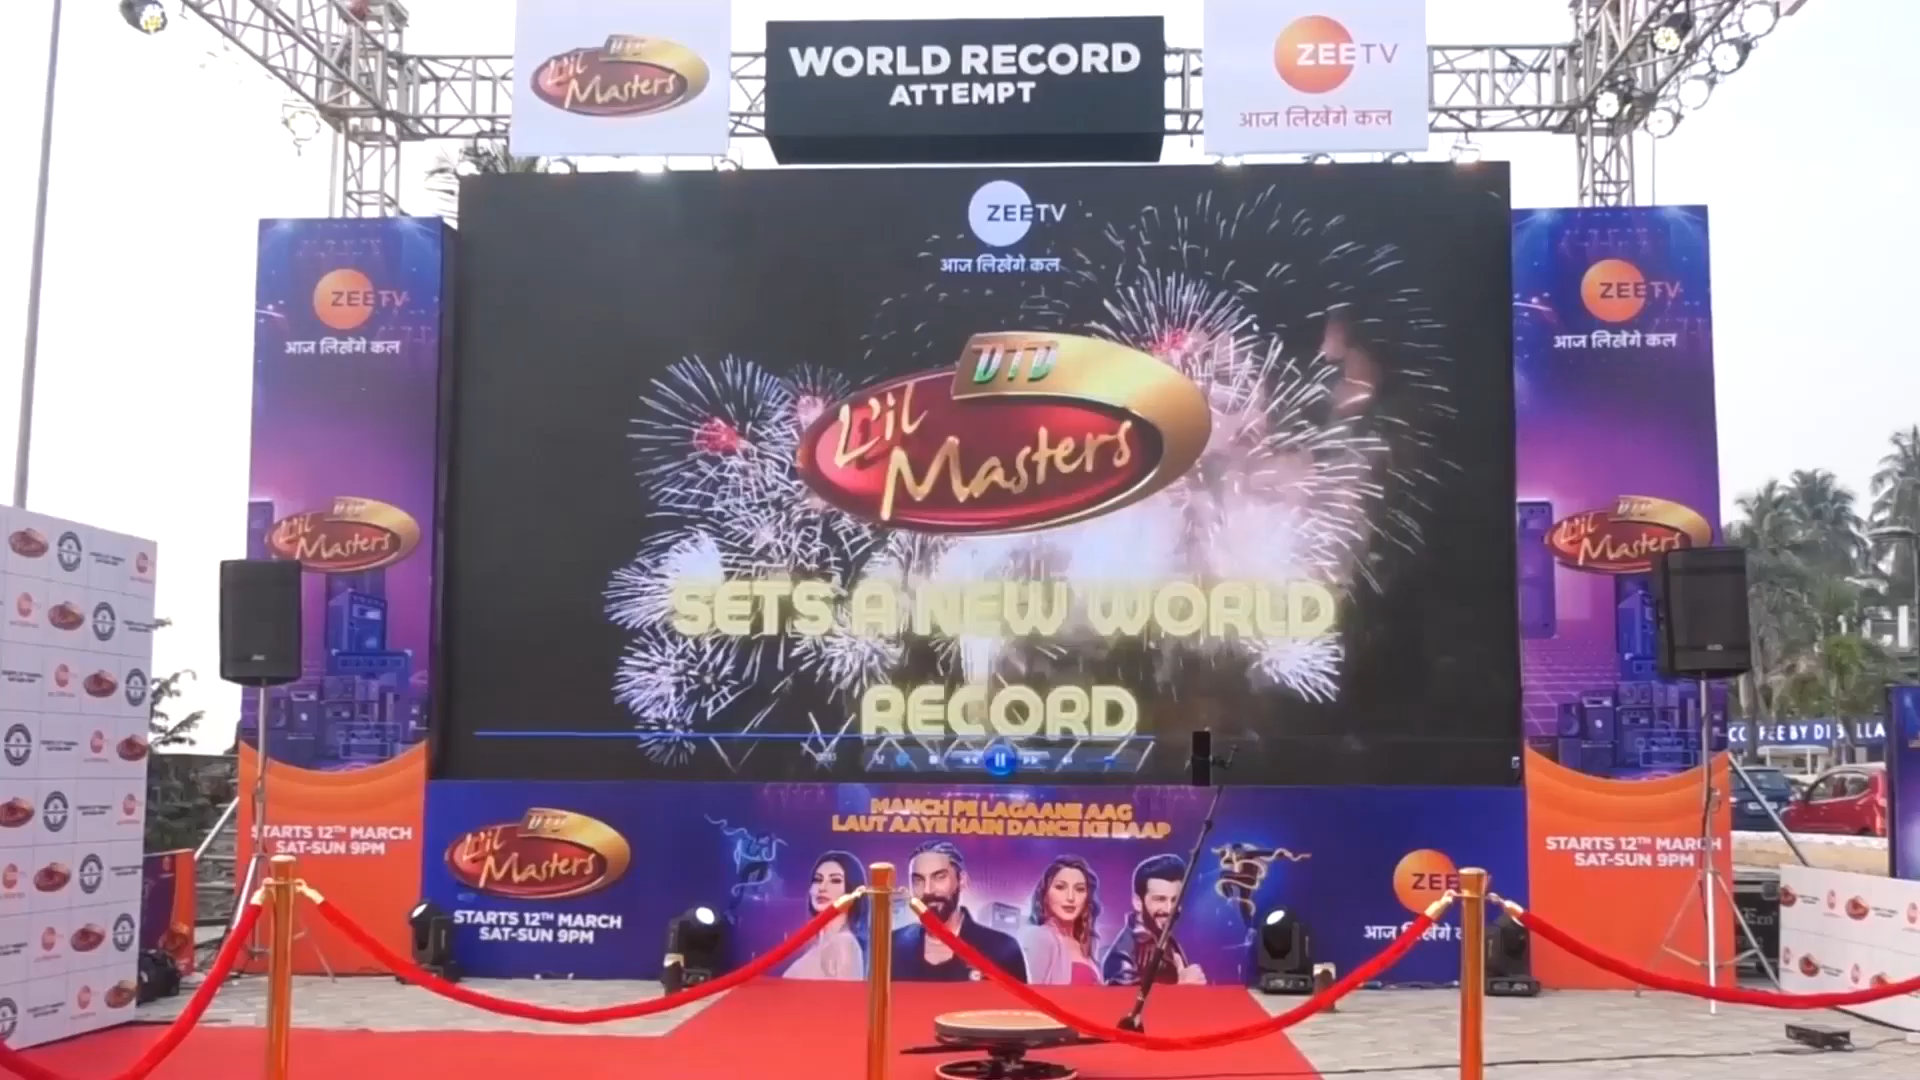 DID
L'il
Masters
WORLD RECORD
ATTEMPT
ZEE TV
आज लिखेंगे कल
ZEE TV
आज लिखेंगे कल
ZEE TV
आज लिखेंगे कल
ZEE TV
आज लिखेंगे कल
DID
L'il
Masters
SETS A NEW WORLD
RECORD
DID
L'il
Masters
DID
L'il
Masters
STARTS 12TH MARCH
SAT-SUN 9PM
DID
L'il
Masters
STARTS 12TH MARCH
SAT-SUN 9PM
MANCH PE LAGAANE AAG
LAUT AAYE HAIN DANCE KE BAAP
ZEE
आज लिखेंगे
STARTS 12TH MARCH
SAT-SUN 9PM